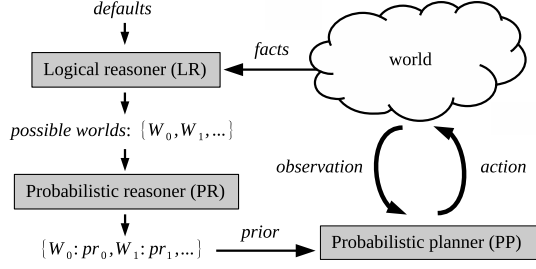 defaults
Logical reasoner (LR)
facts
world
possible worlds: {W₀,W₁,...}
observation
action
Probabilistic reasoner (PR)
{W₀: pr₀,W₁: pr₁,...}
prior
Probabilistic planner (PP)